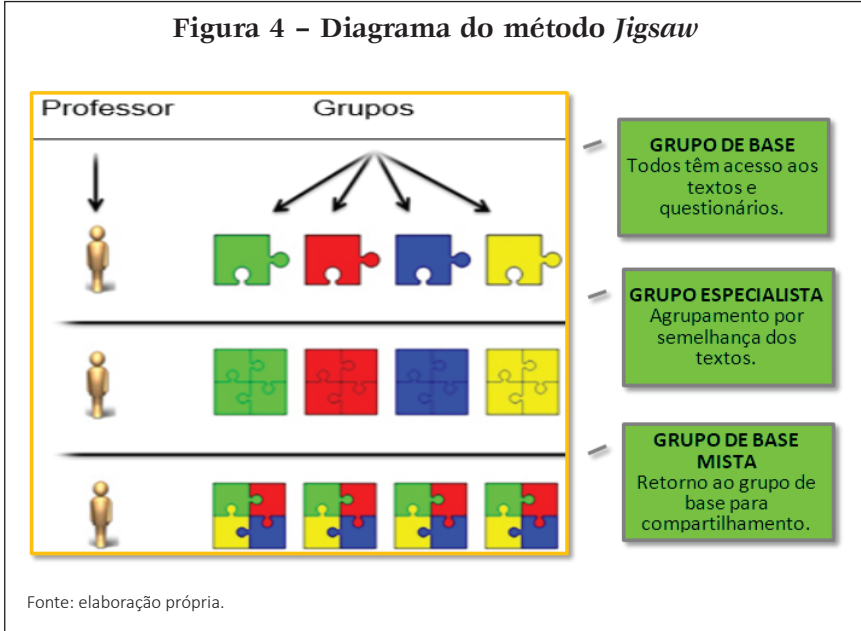 Figura 4 – Diagrama do método Jigsaw
Professor
Grupos
GRUPO DE BASE
Todos têm acesso aos
textos e
questionários.
GRUPO ESPECIALISTA
Agrupamento por
semelhança dos
textos.
GRUPO DE BASE
MISTA
Retorno ao grupo de
base para
compartilhamento.
Fonte: elaboração própria.